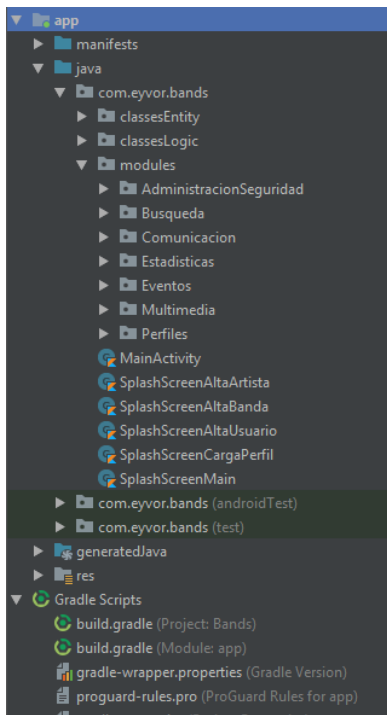 app
manifests
java
com.eyvor.bands
classesEntity
classesLogic
modules
AdministracionSeguridad
Busqueda
Comunicacion
Estadisticas
Eventos
Multimedia
Perfiles
MainActivity
SplashScreenAltaArtista
SplashScreenAltaBanda
SplashScreenAltaUsuario
SplashScreenCargaPerfil
SplashScreenMain
com.eyvor.bands (androidTest)
com.eyvor.bands (test)
generatedJava
res
Gradle Scripts
build.gradle (Project: Bands)
build.gradle (Module: app)
gradle-wrapper.properties (Gradle Version)
proguard-rules.pro (ProGuard Rules for app)